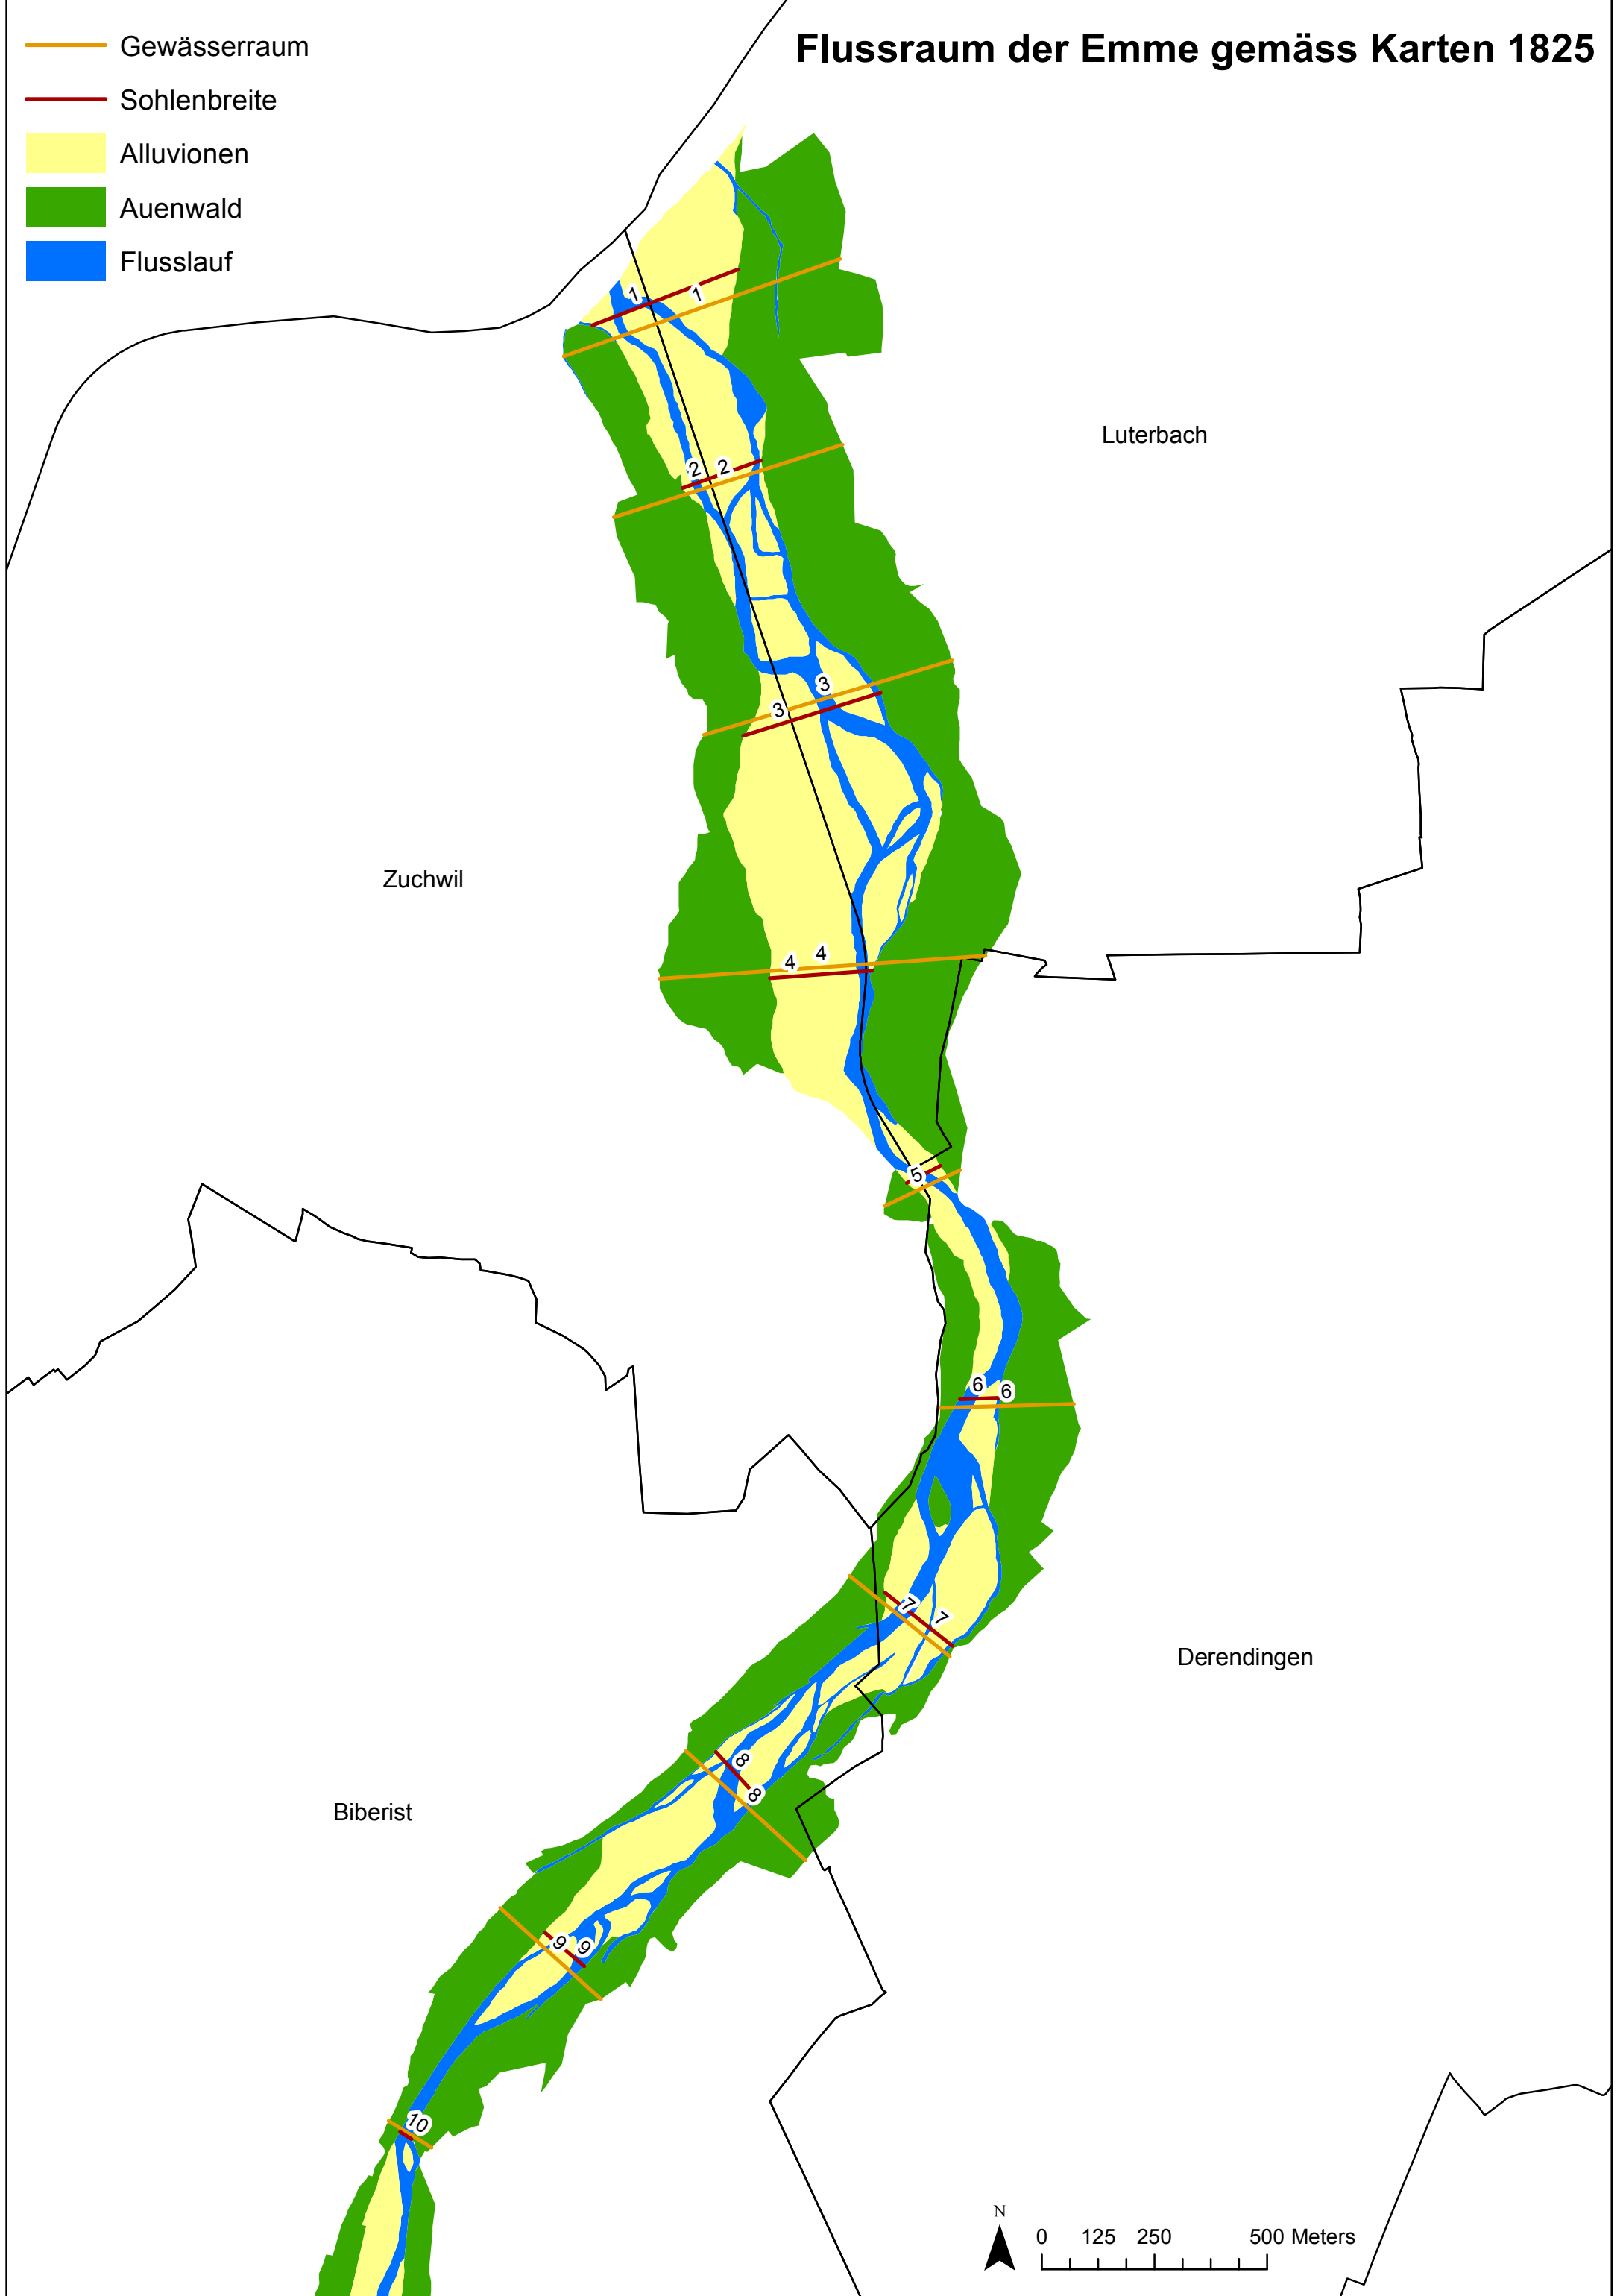 Flussraum der Emme gemäss Karten 1825
Gewässerraum
Sohlenbreite
Alluvionen
Auenwald
Flusslauf
1
1
Luterbach
2
2
3
3
Zuchwil
4
4
5
6
6
7
7
Derendingen
8
8
Biberist
9
9
10
N
0 125 250 500 Meters